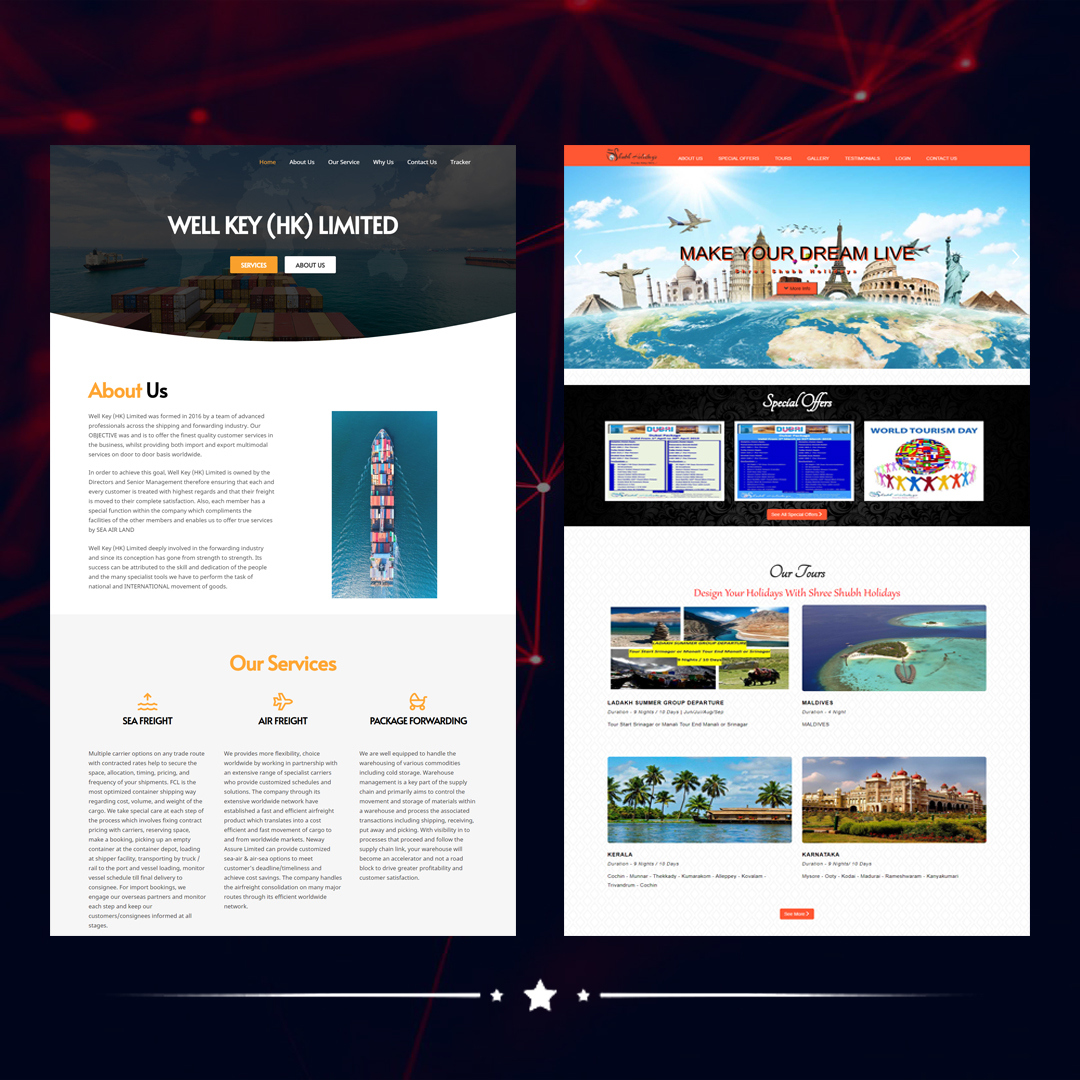 Home About Us Our Service Why Us Contact Us Tracker
WELL KEY (HK) LIMITED
SERVICES ABOUT US
About Us
Well Key (HK) Limited was formed in 2016 by a team of advanced
professionals across the shipping and forwarding industry. Our
OBJECTIVE was and is to offer the finest quality customer services in
the business, whilst providing both import and export multimodal
services on door to door basis worldwide.
In order to achieve this goal, Well Key (HK) Limited is owned by the
Directors and Senior Management therefore ensuring that each and
every customer is treated with highest regards and that their freight
is moved to their complete satisfaction. Also, each member has a
special function within the company which compliments the
facilities of the other members and enables us to offer true services
by SEA AIR LAND
Well Key (HK) Limited deeply involved in the forwarding industry
and since its conception has gone from strength to strength. Its
success can be attributed to the skill and dedication of the people
and the many specialist tools we have to perform the task of
national and INTERNATIONAL movement of goods.
Our Services
SEA FREIGHT
Multiple carrier options on any trade route
with contracted rates help to secure the
space, allocation, timing, pricing, and
frequency of your shipments. FCL is the
most optimized container shipping way
regarding cost, volume, and weight of the
cargo. We take special care at each step of
the process which involves fixing contract
pricing with carriers, reserving space,
make a booking, picking up an empty
container at the container depot, loading
at shipper facility, transporting by truck /
rail to the port and vessel loading, monitor
vessel schedule till final delivery to
consignee. For import bookings, we
engage our overseas partners and monitor
each step and keep our
customers/consignees informed at all
stages.
AIR FREIGHT
We provides more flexibility, choice
worldwide by working in partnership with
an extensive range of specialist carriers
who provide customized schedules and
solutions. The company through its
extensive worldwide network have
established a fast and efficient airfreight
product which translates into a cost
efficient and fast movement of cargo to
and from worldwide markets. Neway
Assure Limited can provide customized
sea-air & air-sea options to meet
customer's deadline/timeliness and
achieve cost savings. The company handles
the airfreight consolidation on many major
routes through its efficient worldwide
network.
PACKAGE FORWARDING
We are well equipped to handle the
warehousing of various commodities
including cold storage. Warehouse
management is a key part of the supply
chain and primarily aims to control the
movement and storage of materials within
a warehouse and process the associated
transactions including shipping, receiving,
put away and picking. With visibility in to
processes that proceed and follow the
supply chain link, your warehouse will
become an accelerator and not a road
block to drive greater profitability and
customer satisfaction.
Shubh Holidays
ABOUT US SPECIAL OFFERS TOURS GALLERY TESTIMONIALS LOGIN CONTACT US
MAKE YOUR DREAM LIVE
Shree Shubh Holidays
More Info
Special Offers
DUBAI
Dubai Package
DUBAI
Dubai Package
WORLD TOURISM DAY
See All Special Offers
Our Tours
Design Your Holidays With Shree Shubh Holidays
LADAKH SUMMER GROUP DEPARTURE
Tour Start Srinagar or Manali Tour End Manali or Srinagar
9 Nights / 10 Days
LADAKH SUMMER GROUP DEPARTURE
Duration - 9 Nights / 10 Days | Jun/Jul/Aug/Sep
Tour Start Srinagar or Manali Tour End Manali or Srinagar
MALDIVES
Duration - 4 Night
MALDIVES
KERALA
Duration - 9 Nights / 10 Days
Cochin - Munnar - Thekkady - Kumarakom - Alleppey - Kovalam -
Trivandrum - Cochin
KARNATAKA
Duration - 9 Nights/ 10 Days
Mysore - Ooty - Kodai - Madurai - Rameshwaram - Kanyakumari
See More